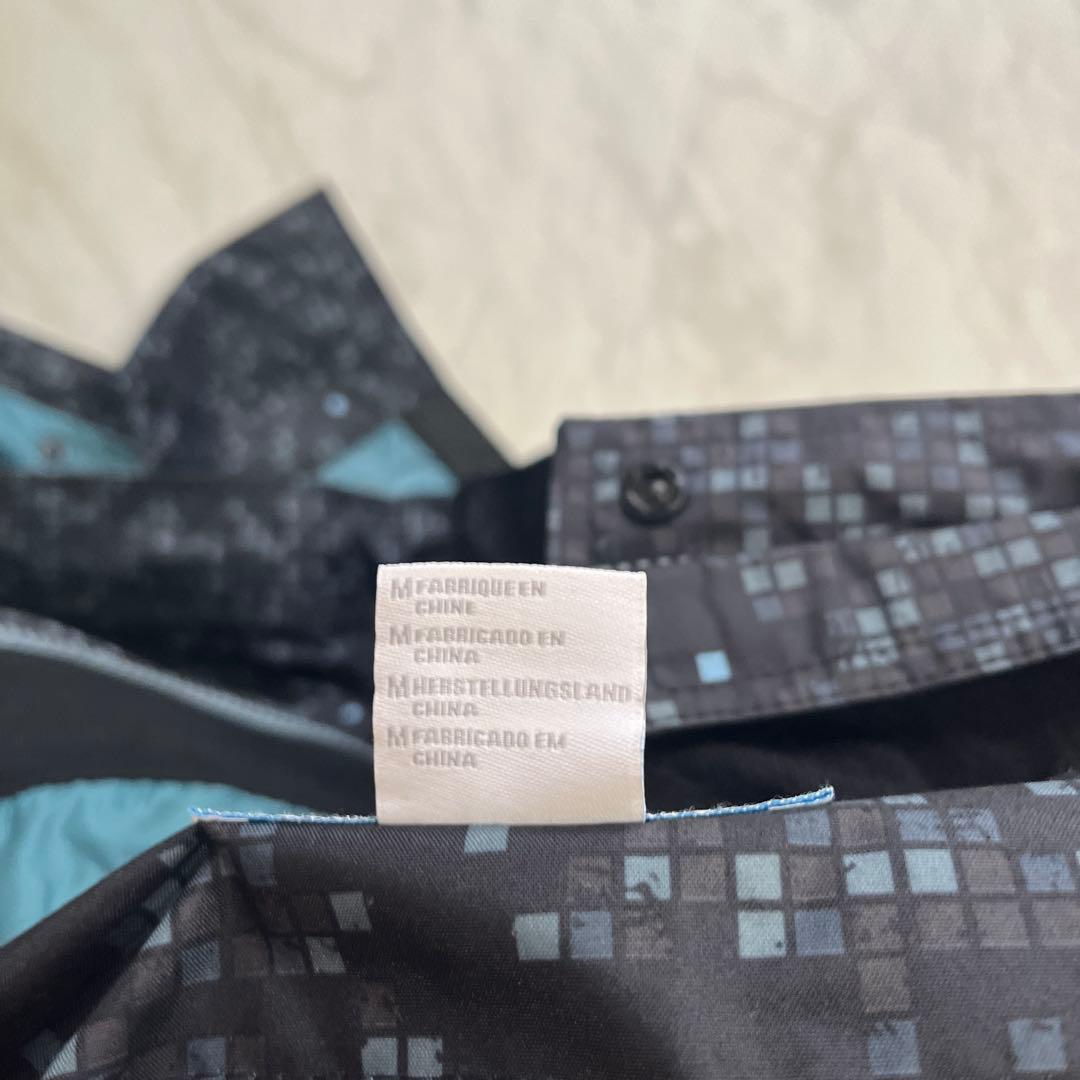 M FABRIQUE EN
CHINE
M FABRICADO EN
CHINA
M HERSTELLUNGSLAND
CHINA
M FABRICADO EM
CHINA